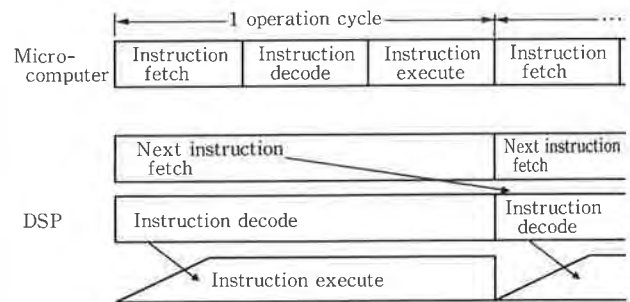 1 operation cycle
...
Micro-
computer
Instruction
fetch
Instruction
decode
Instruction
execute
Instruction
fetch
Next instruction
fetch
Next instruction
fetch
DSP
Instruction decode
Instruction
decode
Instruction execute